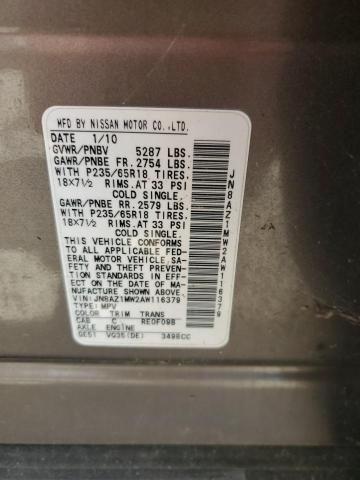 MFD BY NISSAN MOTOR CO.,LTD.
DATE 1/10
GVWR/PNBV 5287 LBS.
GAWR/PNBE FR. 2754 LBS.
WITH P235/65R18 TIRES,
18X7½ RIMS,AT 33 PSI
COLD SINGLE.
GAWR/PNBE RR. 2579 LBS.
WITH P235/65R18 TIRES,
18X7½ RIMS,AT 33 PSI
COLD SINGLE.
THIS VEHICLE CONFORMS
TO ALL APPLICABLE FED-
ERAL MOTOR VEHICLE, SA-
FETY AND THEFT PREVEN-
TION STANDARDS IN EFF-
ECT ON THE DATE OF MA-
NUFACTURE SHOWN ABOVE.
VIN:JN8AZ1MW2AW116379
TYPE:MPV
COLOR TRIM TRANS
CAB C RE0F09B
AXLE ENGINE
GE51 VQ35(DE) 3498CC
JN8AZ1MW2AW116379